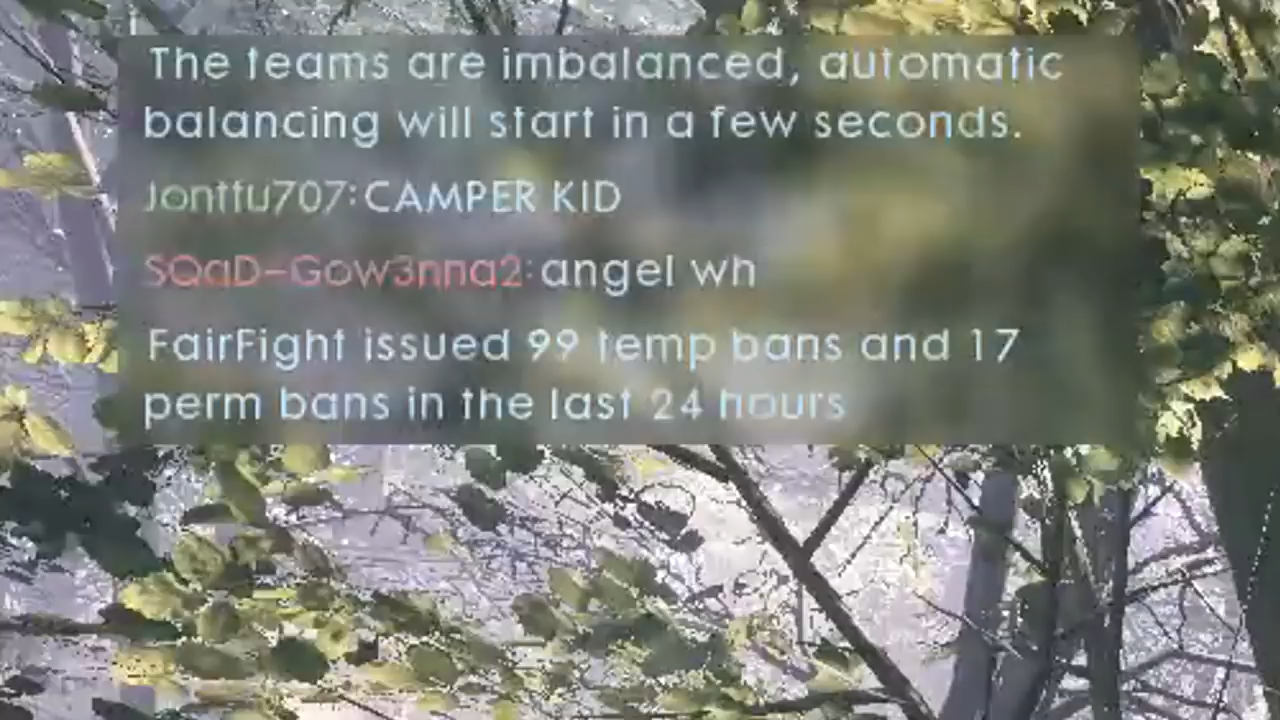 The teams are imbalanced, automatic
balancing will start in a few seconds.
Jonttu707: CAMPER KID
SQaD-Gow3nna2: angel wh
FairFight issued 99 temp bans and 17
perm bans in the last 24 hours